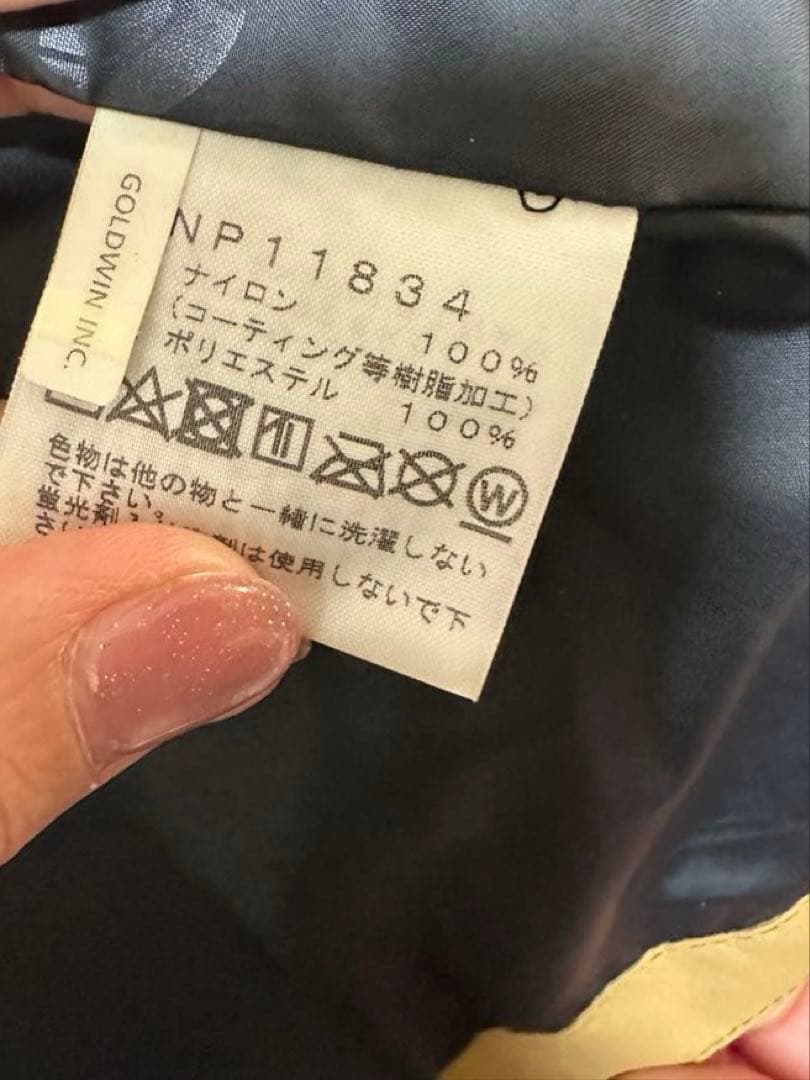 GOLDWIN INC.
NP11834
ナイロン 100%
(コーティング等樹脂加工)
ポリエステル 100%
W
色物は他の物と一緒に洗濯しない
で下さい。
は使用しないで下